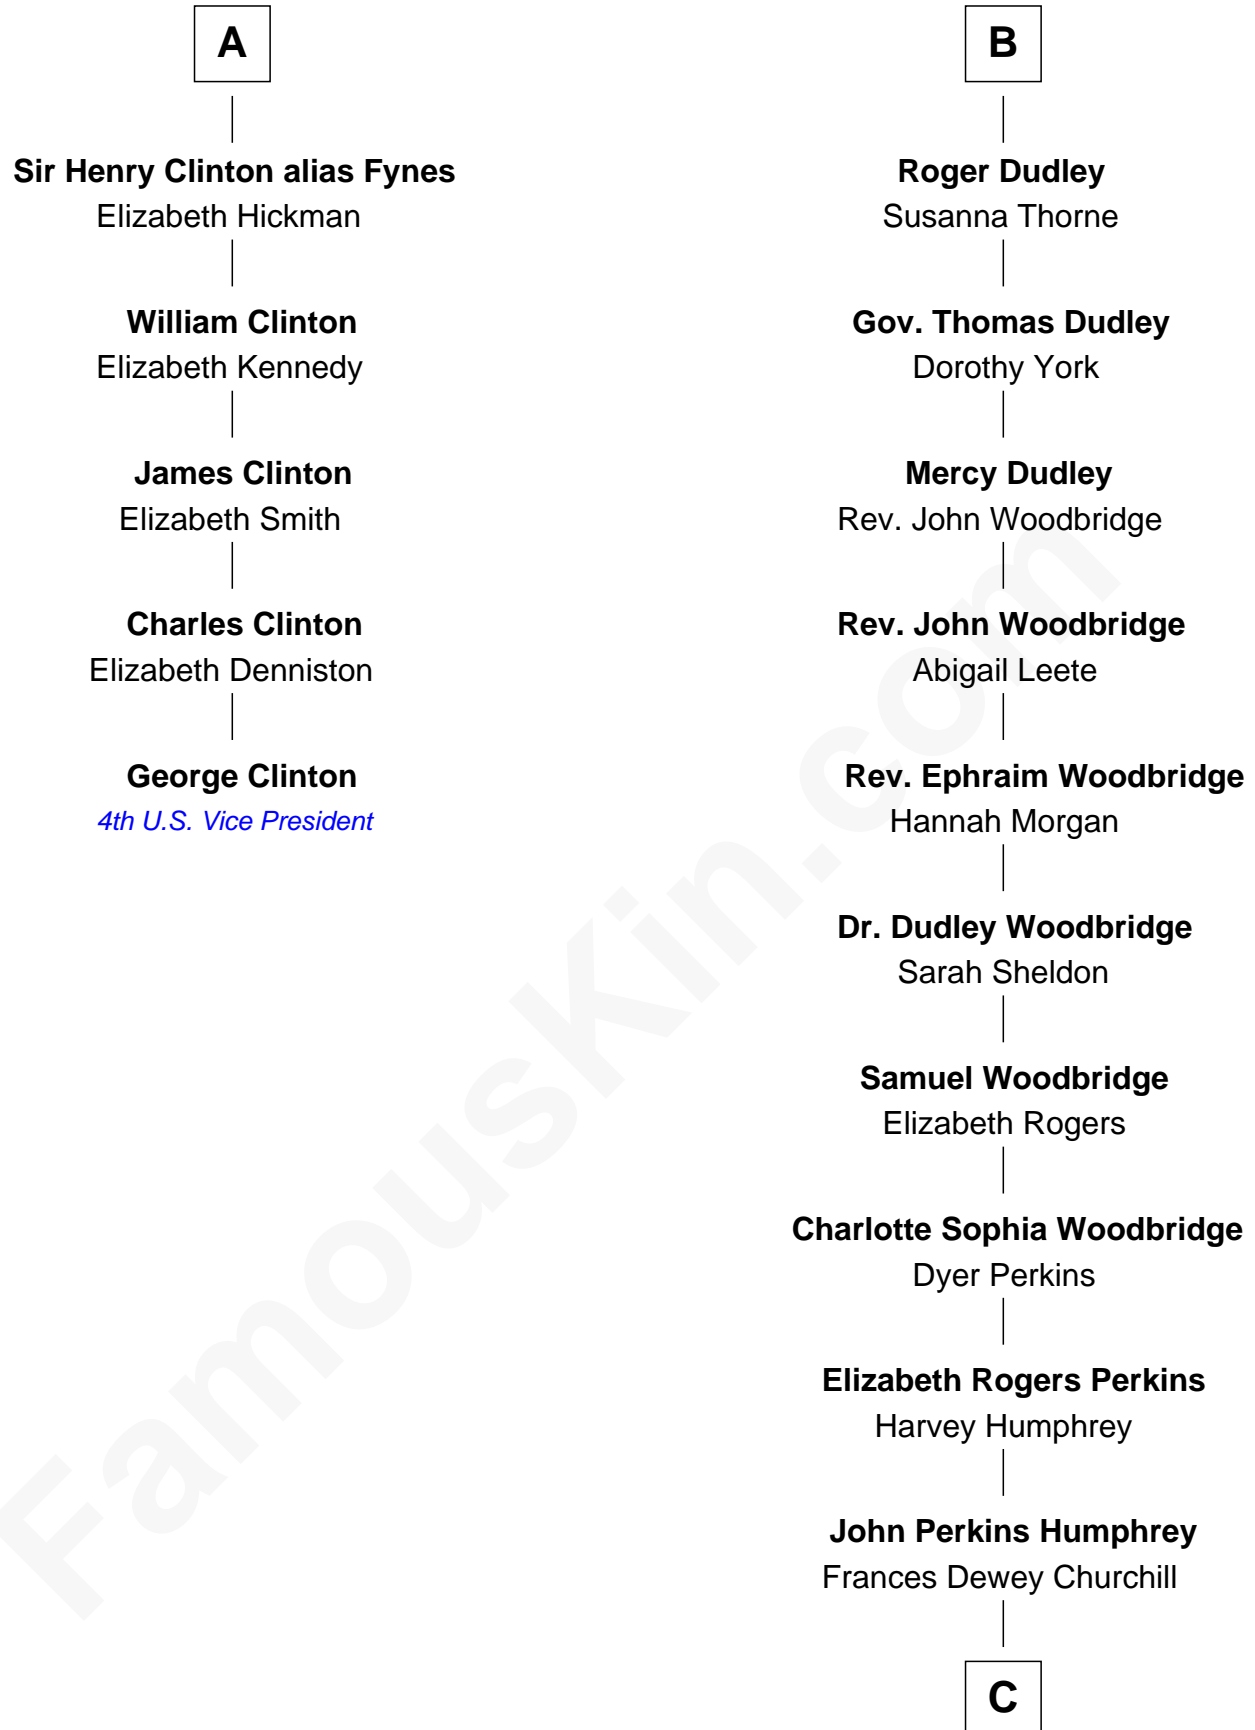 A
Sir Henry Clinton alias Fynes
Elizabeth Hickman
William Clinton
Elizabeth Kennedy
James Clinton
Elizabeth Smith
Charles Clinton
Elizabeth Denniston
George Clinton
4th U.S. Vice President
B
Roger Dudley
Susanna Thorne
Gov. Thomas Dudley
Dorothy York
Mercy Dudley
Rev. John Woodbridge
Rev. John Woodbridge
Abigail Leete
Rev. Ephraim Woodbridge
Hannah Morgan
Dr. Dudley Woodbridge
Sarah Sheldon
Samuel Woodbridge
Elizabeth Rogers
Charlotte Sophia Woodbridge
Dyer Perkins
Elizabeth Rogers Perkins
Harvey Humphrey
John Perkins Humphrey
Frances Dewey Churchill
C
FamousKin.com